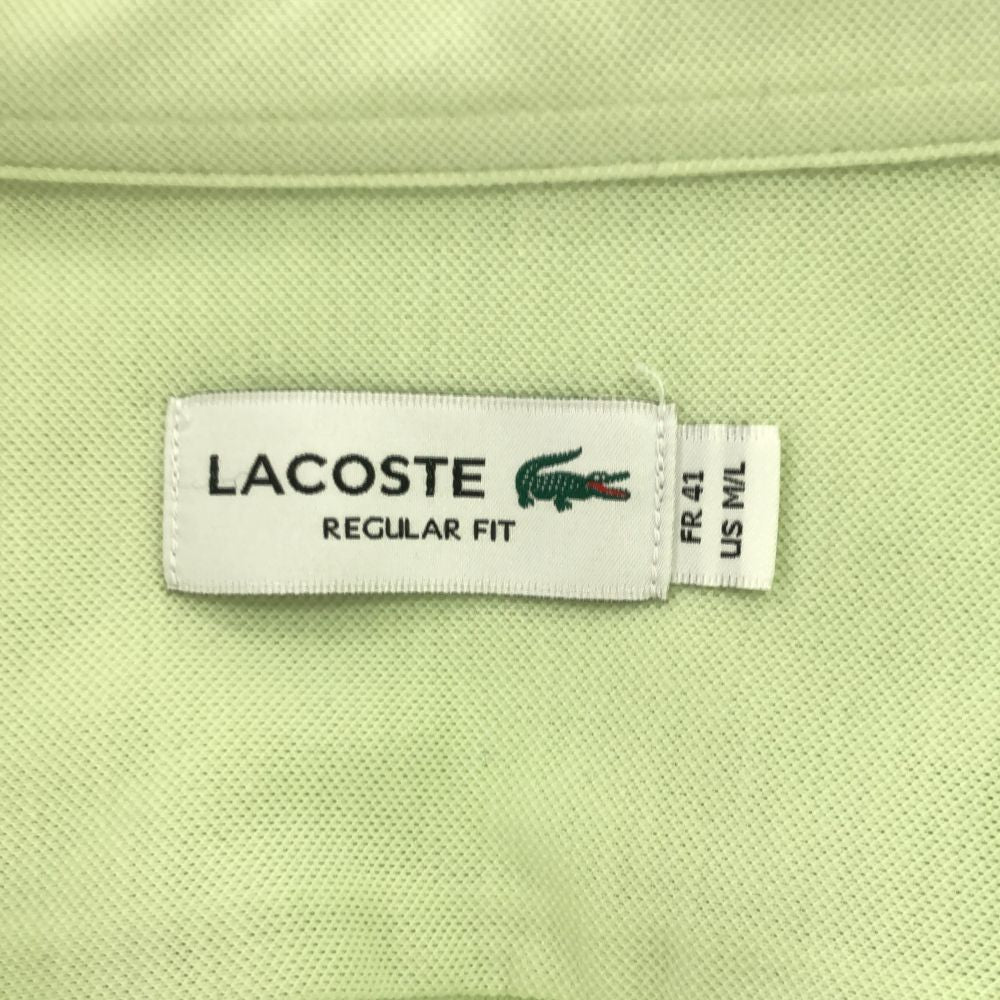 LACOSTE
REGULAR FIT
FR 41
US M/L